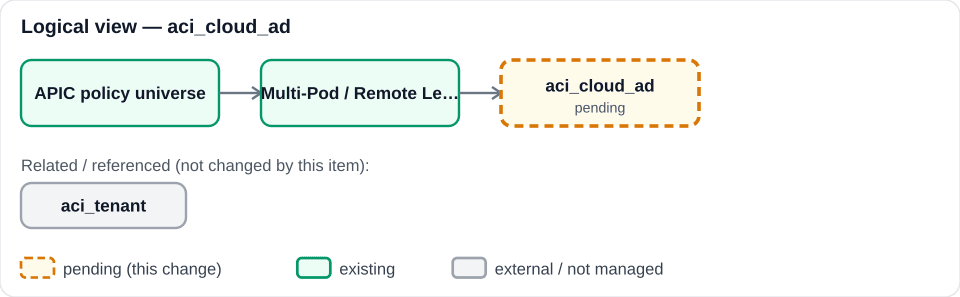 Logical view — aci_cloud_ad
APIC policy universe
Multi-Pod / Remote Le…
aci_cloud_ad
pending
Related / referenced (not changed by this item):
aci_tenant
pending (this change)
existing
external / not managed